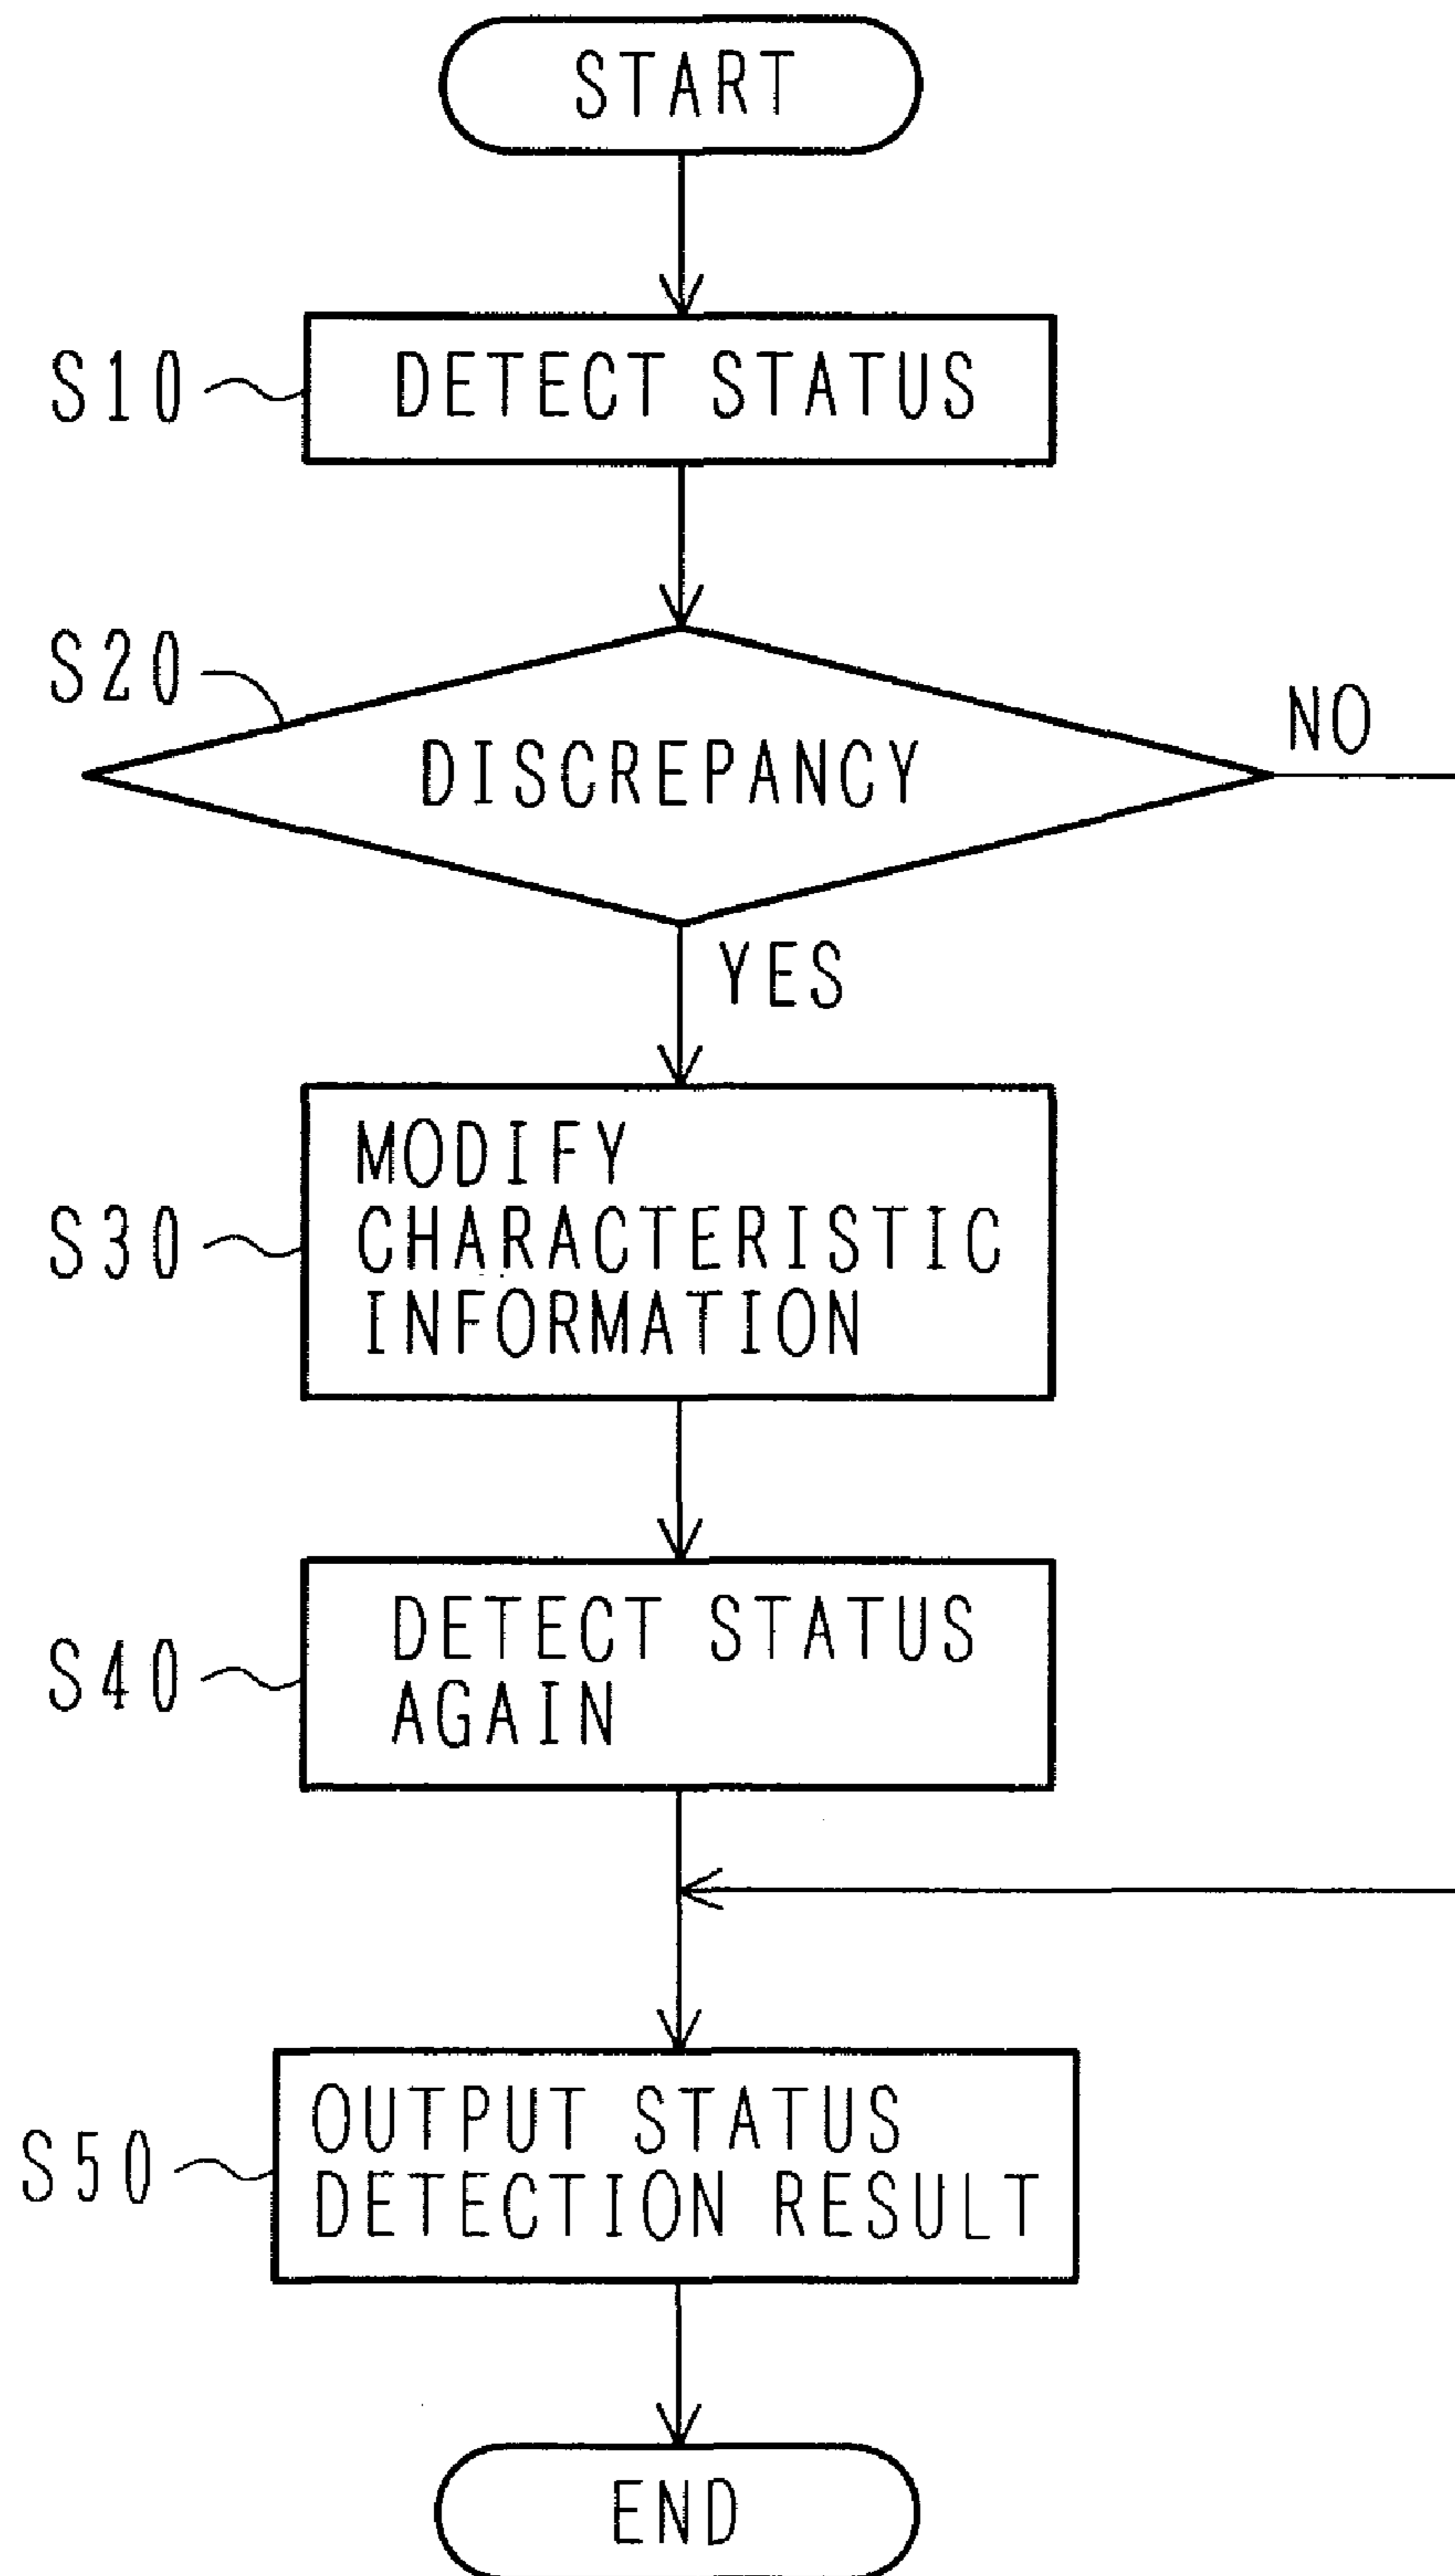 START
S10
DETECT STATUS
S20
DISCREPANCY
NO
YES
S30
MODIFY
CHARACTERISTIC
INFORMATION
S40
DETECT STATUS
AGAIN
S50
OUTPUT STATUS
DETECTION RESULT
END